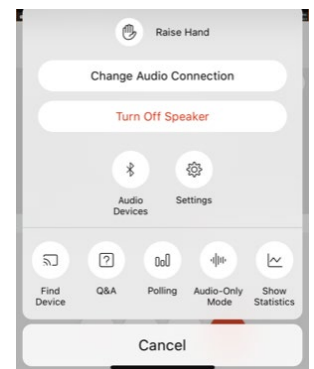 Raise Hand
Change Audio Connection
Turn Off Speaker
Audio
Devices
Settings
Find
Device
Q&A
Polling
Audio-Only
Mode
Show
Statistics
Cancel